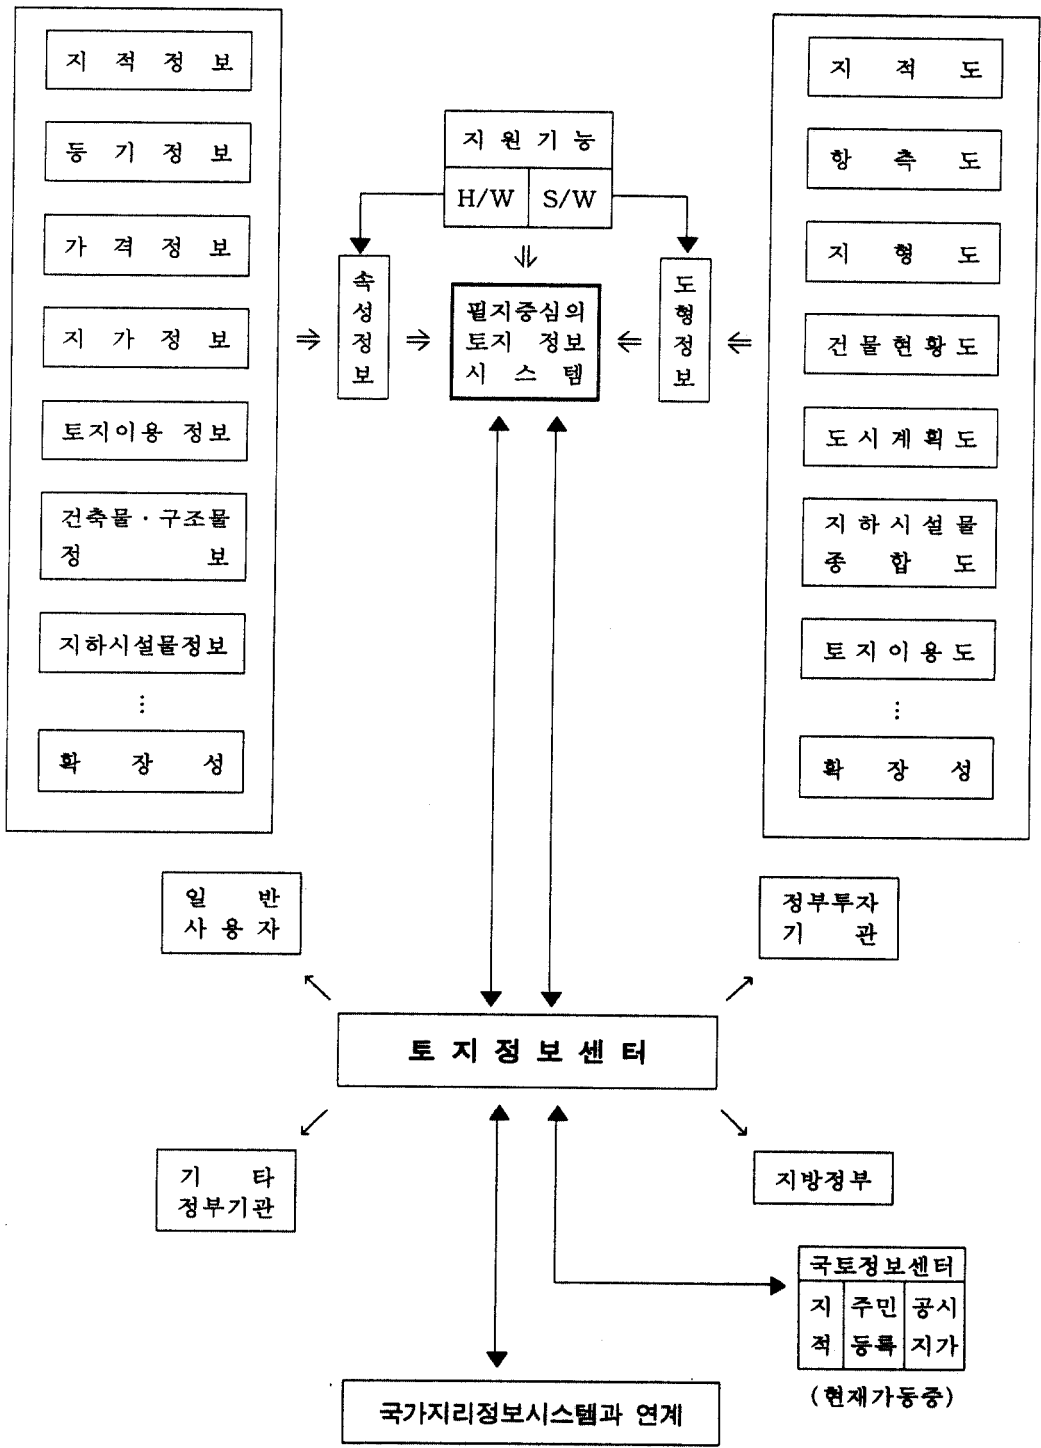 지적정보
등기정보
가격정보
지가정보
토지이용 정보
건축물·구조물
정보
지하시설물정보
⋮
확장성
지원기능
H/W S/W
속
성
정
보
필지중심의
토지 정보
시스템
도
형
정
보
지적도
항측도
지형도
건물현황도
도시계획도
지하시설물
종합도
토지이용도
⋮
확장성
일반
사용자
정부투자
기관
토지정보센터
기타
정부기관
지방정부
국토정보센터
지 주민 공시
적 등록 지가
(현재가동중)
국가지리정보시스템과 연계